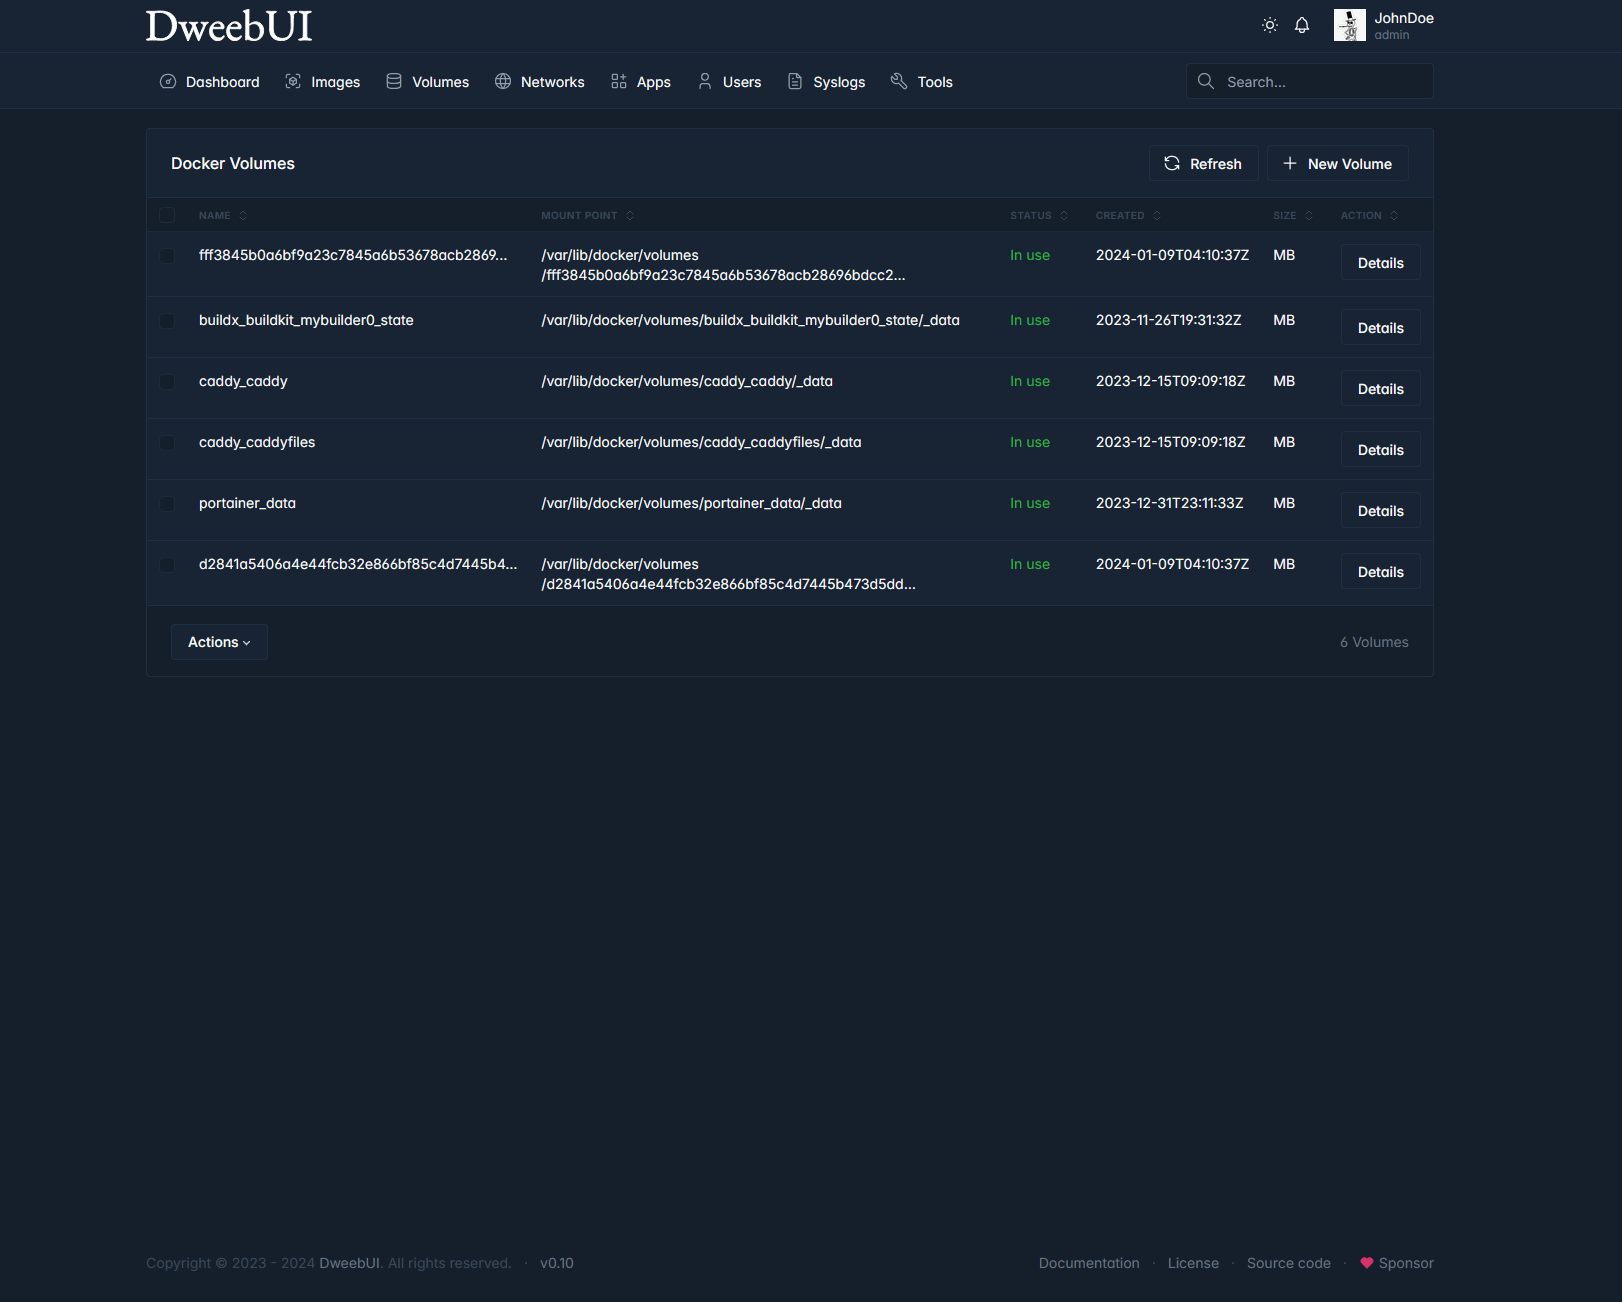 DweebUI
JohnDoe
admin
Dashboard Images Volumes Networks Apps Users Syslogs Tools Search...
Docker Volumes Refresh New Volume
NAME MOUNT POINT STATUS CREATED SIZE ACTION
fff3845b0a6bf9a23c7845a6b53678acb2869... /var/lib/docker/volumes In use 2024-01-09T04:10:37Z MB Details
/fff3845b0a6bf9a23c7845a6b53678acb28696bdcc2...
buildx_buildkit_mybuilder0_state /var/lib/docker/volumes/buildx_buildkit_mybuilder0_state/_data In use 2023-11-26T19:31:32Z MB Details
caddy_caddy /var/lib/docker/volumes/caddy_caddy/_data In use 2023-12-15T09:09:18Z MB Details
caddy_caddyfiles /var/lib/docker/volumes/caddy_caddyfiles/_data In use 2023-12-15T09:09:18Z MB Details
portainer_data /var/lib/docker/volumes/portainer_data/_data In use 2023-12-31T23:11:33Z MB Details
d2841a5406a4e44fcb32e866bf85c4d7445b4... /var/lib/docker/volumes In use 2024-01-09T04:10:37Z MB Details
/d2841a5406a4e44fcb32e866bf85c4d7445b473d5dd...
Actions 6 Volumes
Copyright © 2023 - 2024 DweebUI. All rights reserved. · v0.10 Documentation · License · Source code · Sponsor